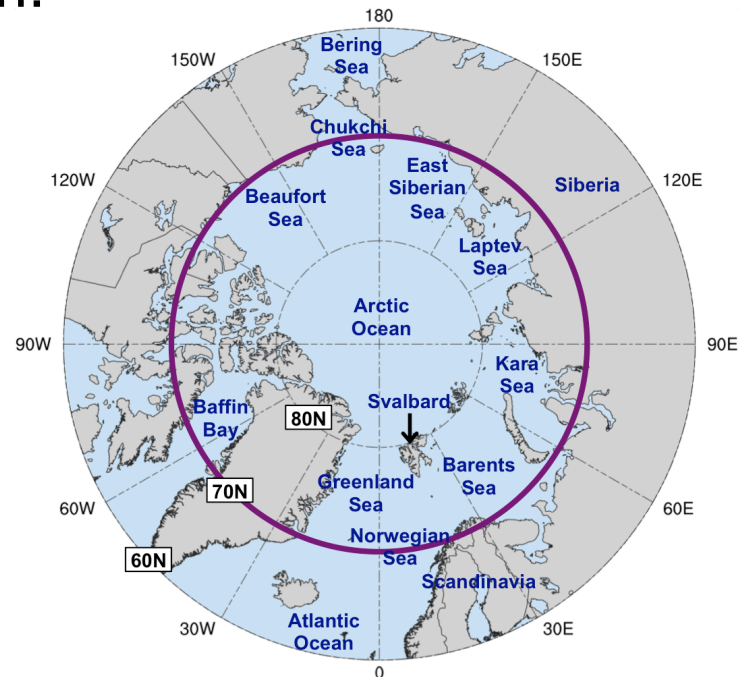 180
150W
Bering
Sea
150E
Chukchi
Sea
120W
East
Siberian
Sea
Siberia
120E
Beaufort
Sea
Laptev
Sea
Arctic
Ocean
90W
90E
Kara
Sea
Svalbard
Baffin
Bay
80N
Barents
Sea
70N
Greenland
Sea
60W
60E
Norwegian
Sea
60N
Scandinavia
30W
Atlantic
Ocean
30E
0